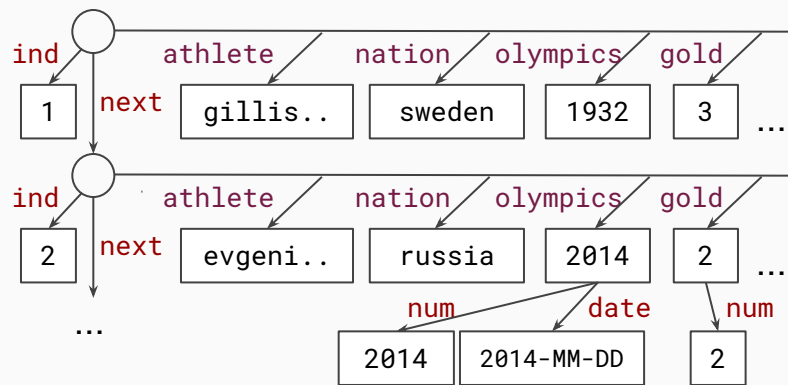 ind athlete nation olympics gold
1 next gillis.. sweden 1932 3 ...
ind athlete nation olympics gold
2 next evgeni.. russia 2014 2 ...
... num date num
2014 2014-MM-DD 2